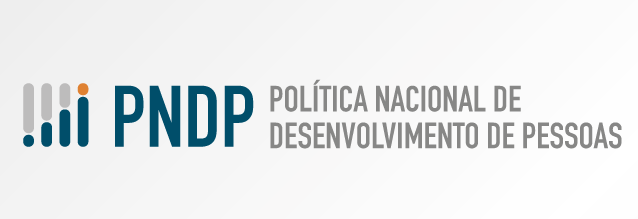 PNDP
POLÍTICA NACIONAL DE
DESENVOLVIMENTO DE PESSOAS